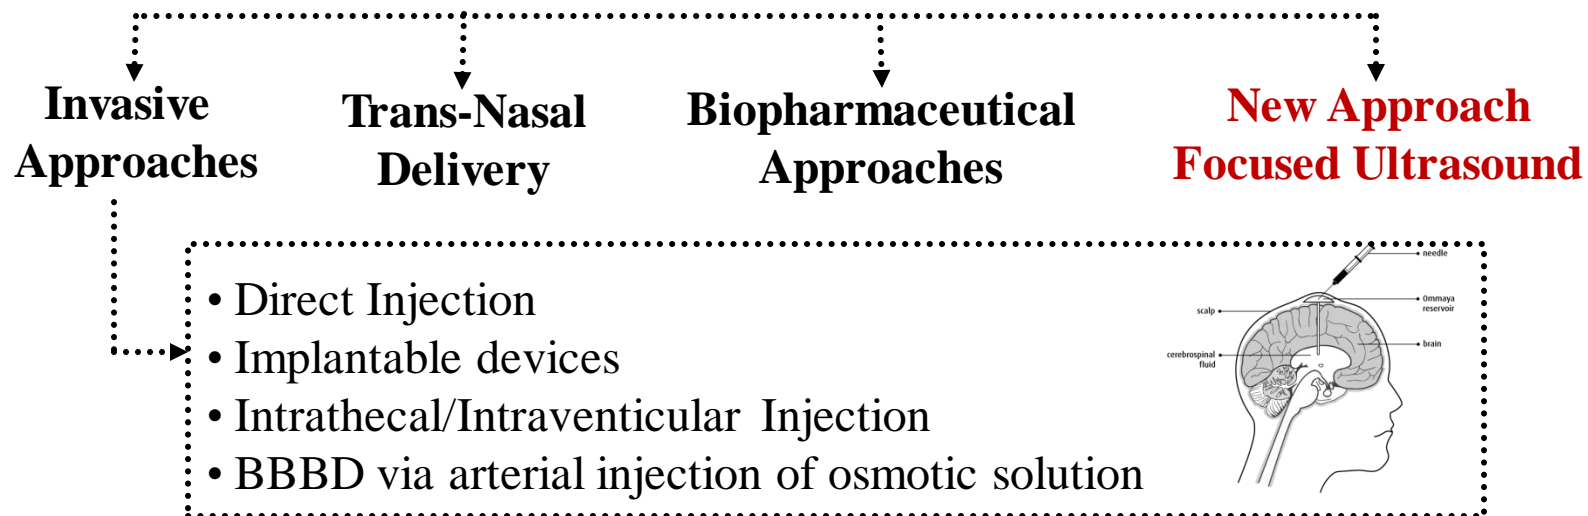 Invasive
Approaches
Trans-Nasal
Delivery
Biopharmaceutical
Approaches
New Approach
Focused Ultrasound
• Direct Injection
• Implantable devices
• Intrathecal/Intraventicular Injection
• BBBD via arterial injection of osmotic solution
needle
Ommaya
reservoir
scalp
brain
cerebrospinal
fluid